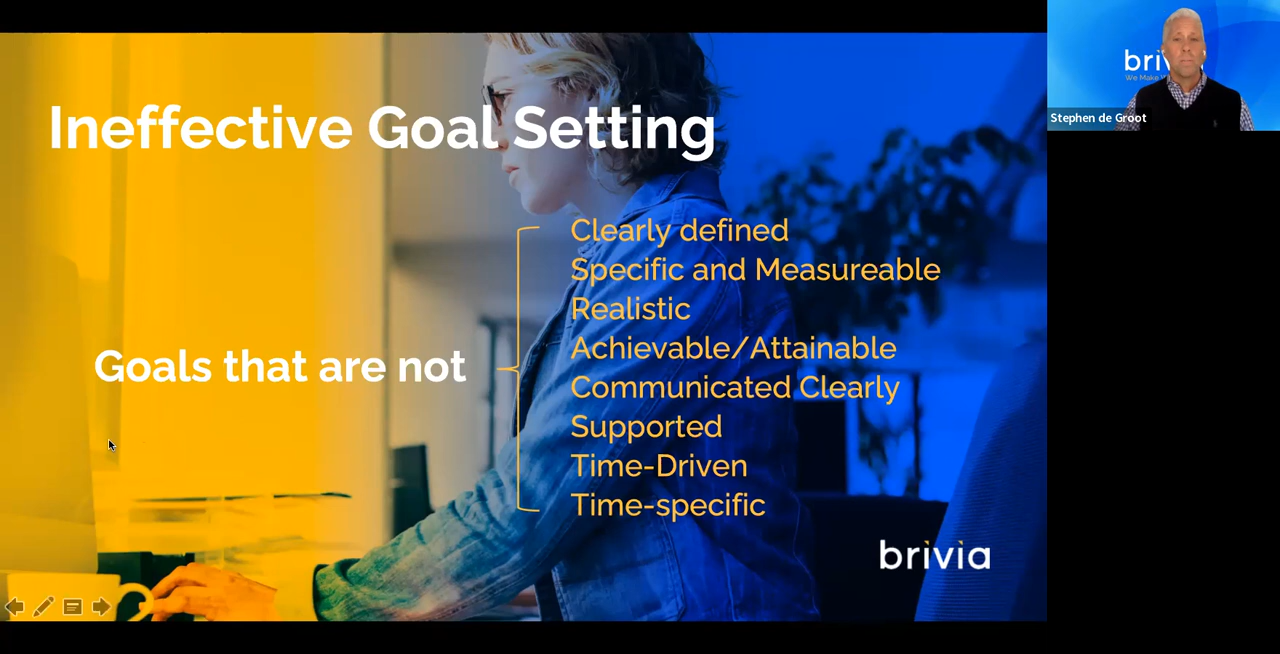 Ineffective Goal Setting
Goals that are not
Clearly defined
Specific and Measureable
Realistic
Achievable/Attainable
Communicated Clearly
Supported
Time-Driven
Time-specific
brivia
Stephen de Groot